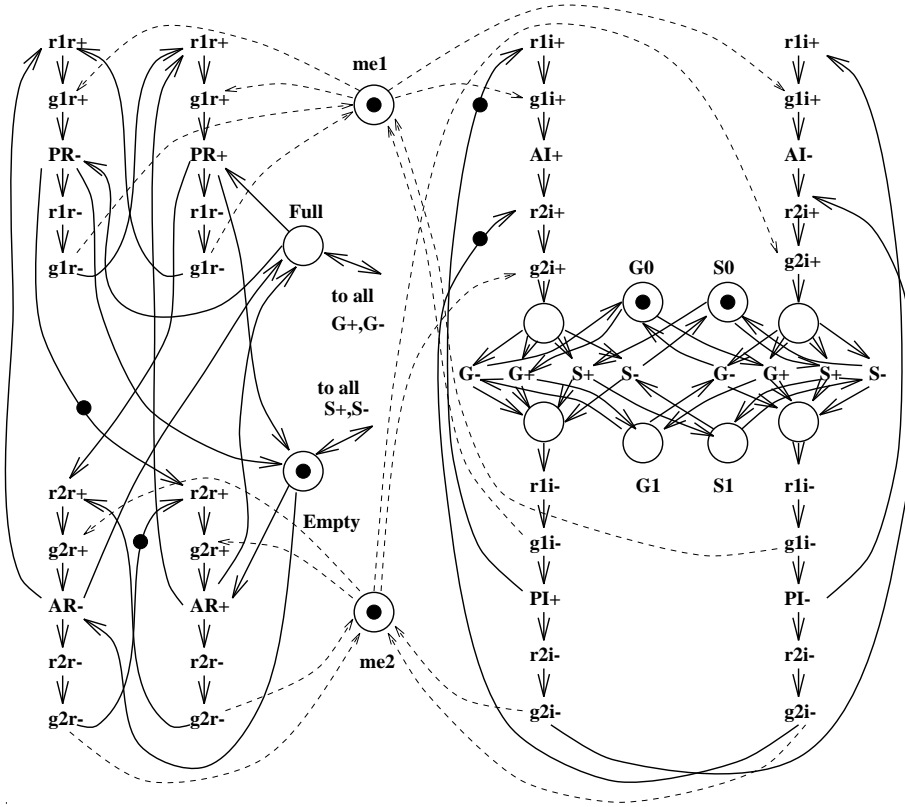 r1r+ r1r+ r1i+ r1i+
me1
g1r+ g1r+ g1i+ g1i+
PR- PR+ AI+ AI-
r1r- r1r- Full r2i+ r2i+
g1r- g1r- g2i+ g2i+
G0 S0
to all
G+,G-
G- G+ S+ S- G- G+ S+ S-
to all
S+,S-
r2r+ r2r+ r1i- G1 S1 r1i-
Empty
g2r+ g2r+ g1i- g1i-
AR- AR+ PI+ PI-
r2r- r2r- me2 r2i- r2i-
g2r- g2r- g2i- g2i-